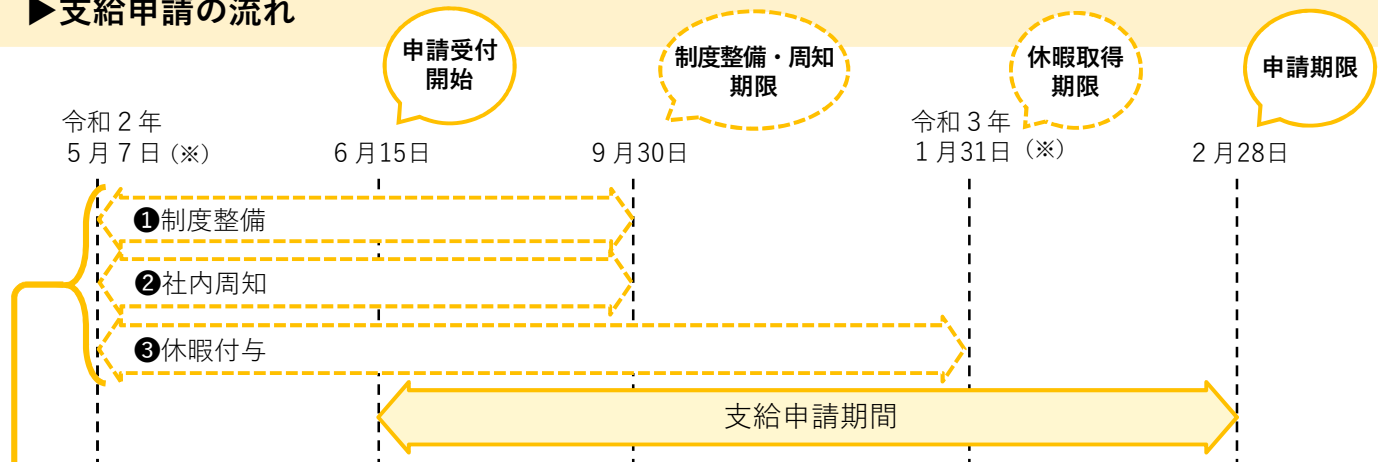 ▶支給申請の流れ
申請受付
開始
制度整備・周知
期限
休暇取得
期限
申請期限
令和２年
５月７日（※）
６月15日
９月30日
令和３年
１月31日（※）
２月28日
❶制度整備
❷社内周知
❸休暇付与
支給申請期間